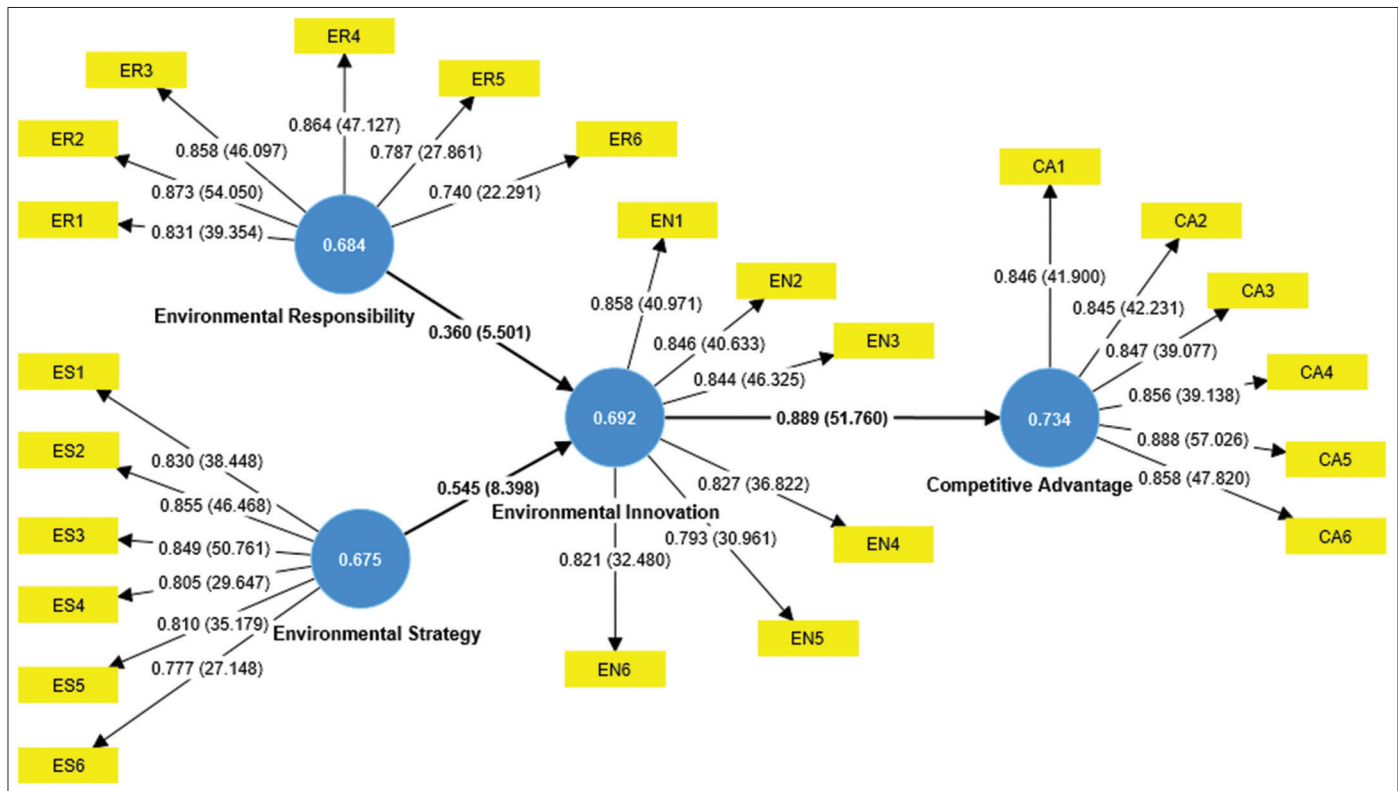 ER4
ER3
ER5
ER2
ER6
ER1
0.864 (47.127)
0.858 (46.097)
0.787 (27.861)
0.873 (54.050)
0.740 (22.291)
0.831 (39.354)
0.684
Environmental Responsibility
0.360 (5.501)
ES1
ES2
ES3
ES4
ES5
ES6
0.830 (38.448)
0.855 (46.468)
0.849 (50.761)
0.805 (29.647)
0.810 (35.179)
0.777 (27.148)
0.675
Environmental Strategy
0.545 (8.398)
EN1
EN2
EN3
0.858 (40.971)
0.846 (40.633)
0.844 (46.325)
0.692
Environmental Innovation
0.827 (36.822)
0.793 (30.961)
0.821 (32.480)
EN4
EN5
EN6
0.889 (51.760)
CA1
CA2
CA3
CA4
CA5
CA6
0.846 (41.900)
0.845 (42.231)
0.847 (39.077)
0.856 (39.138)
0.888 (57.026)
0.858 (47.820)
0.734
Competitive Advantage